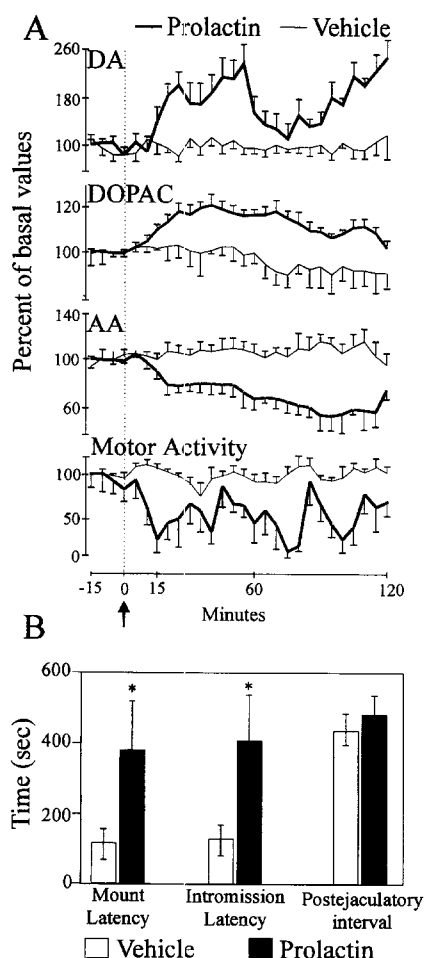 A
Prolactin Vehicle
260
DA
180
100
DOPAC
120
100
140
AA
100
60
Motor Activity
100
50
0
-15 0 15 60 120
Minutes
Percent of basal values
B
600
400
200
0
Time (sec)
* *
Mount Latency
Intromission Latency
Postejaculatory interval
Vehicle Prolactin